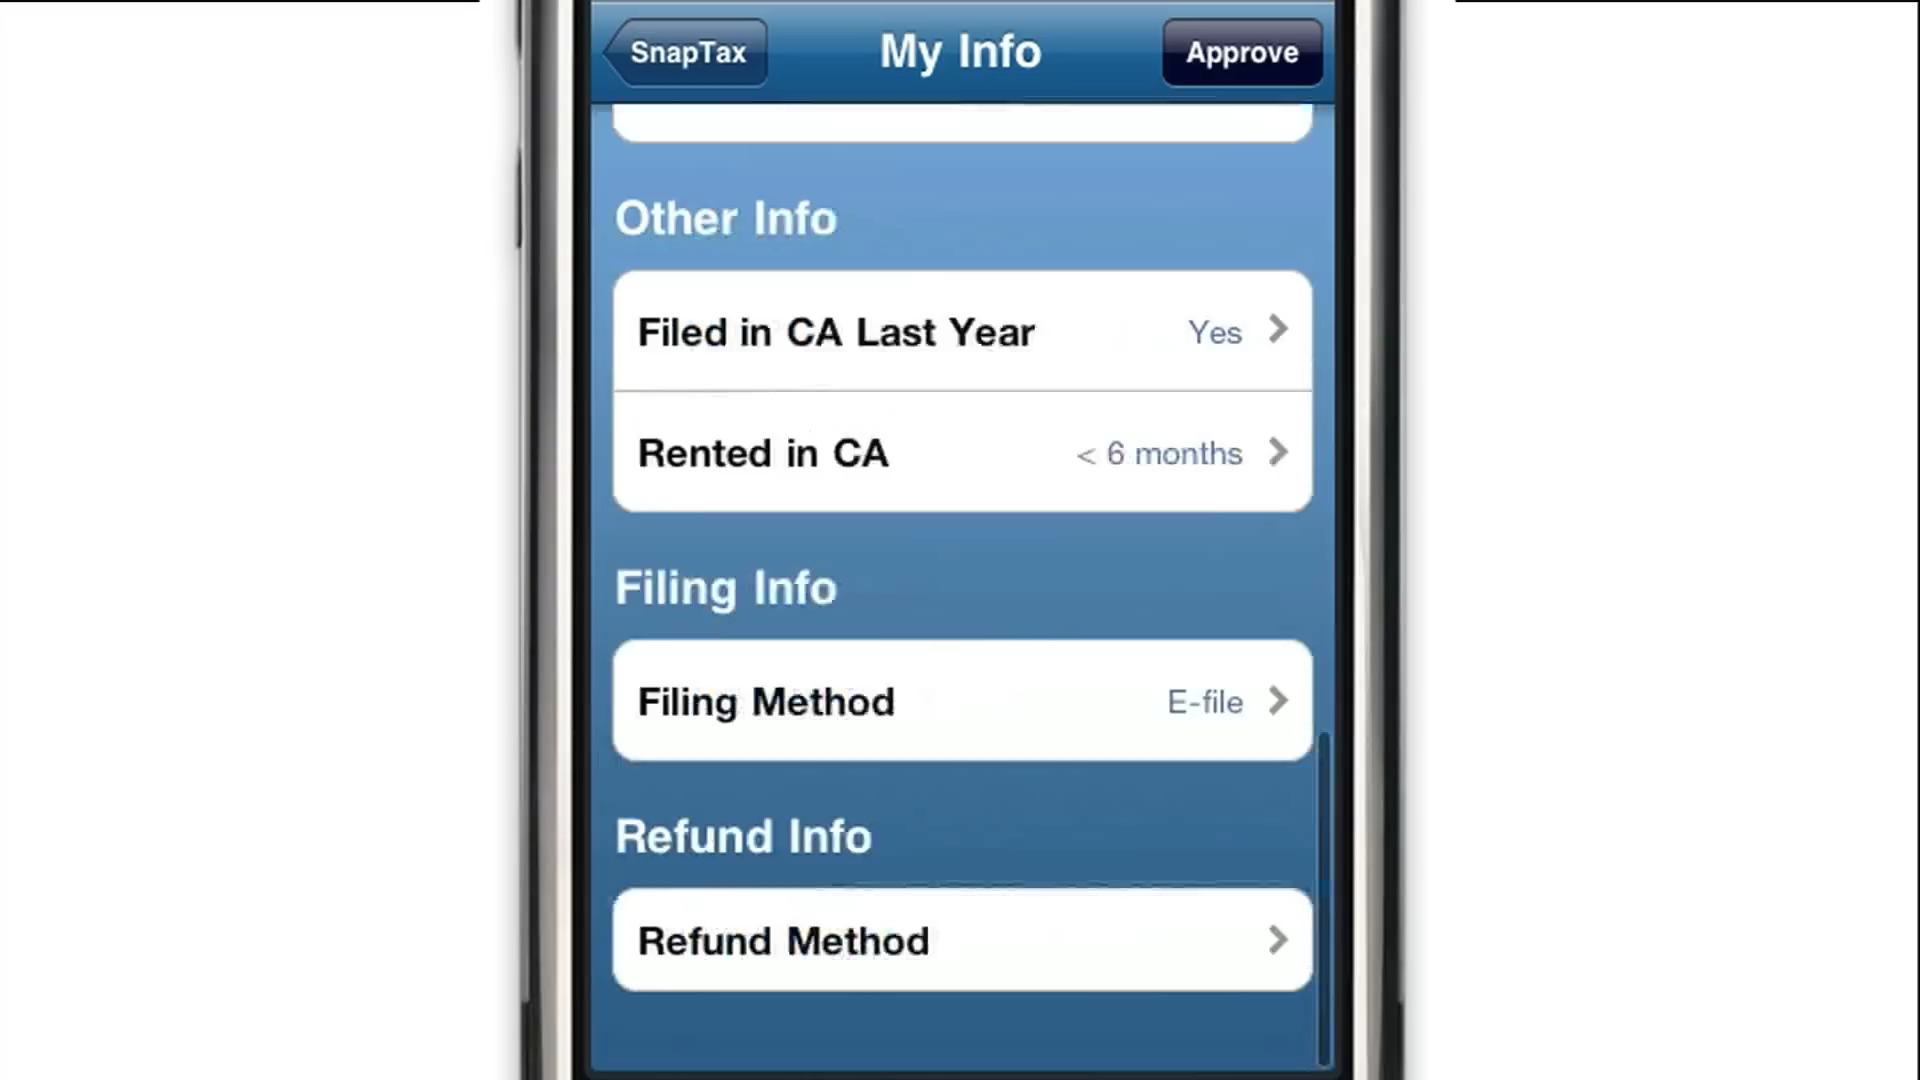 SnapTax
My Info
Approve
Other Info
Filed in CA Last Year Yes
Rented in CA < 6 months
Filing Info
Filing Method E-file
Refund Info
Refund Method